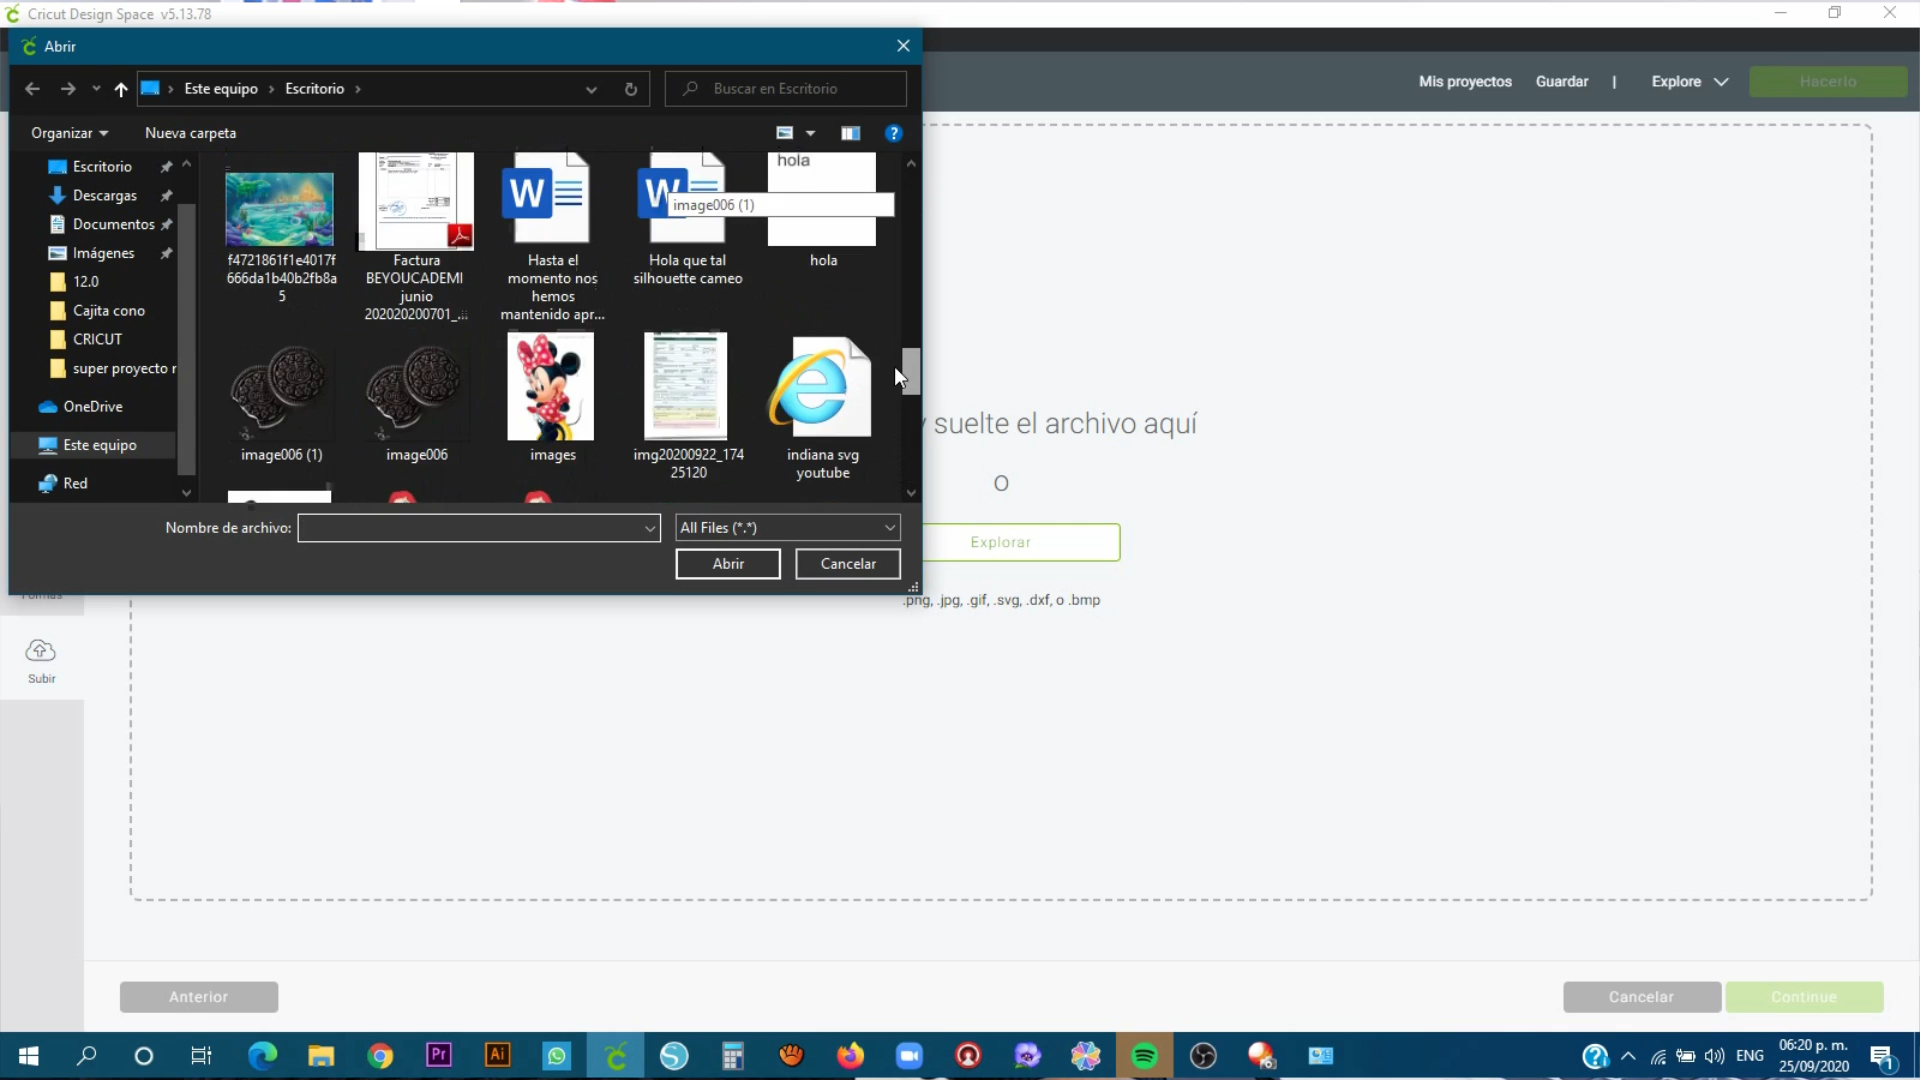 Cricut Design Space v5.13.78
Abrir
Este equipo
Escritorio
Buscar en Escritorio
Mis proyectos
Guardar
|
Explore
Hacerlo
Organizar
Nueva carpeta
Escritorio
Descargas
Documentos
Imágenes
12.0
Cajita cono
CRICUT
super proyecto r
OneDrive
Este equipo
Red
hola
image006 (1)
f4721861f1e4017f
666da1b40b2fb8a
5
Factura
BEYOUCADEMI
junio
202020200701_...
Hasta el
momento nos
hemos
mantenido apr...
Hola que tal
silhouette cameo
hola
image006 (1)
image006
images
img20200922_174
25120
indiana svg
youtube
Nombre de archivo:
All Files (*.*)
Abrir
Cancelar
y suelte el archivo aquí
O
Explorar
.png, .jpg, .gif, .svg, .dxf, o .bmp
Subir
Anterior
Cancelar
Continue
ENG
06:20 p. m.
25/09/2020